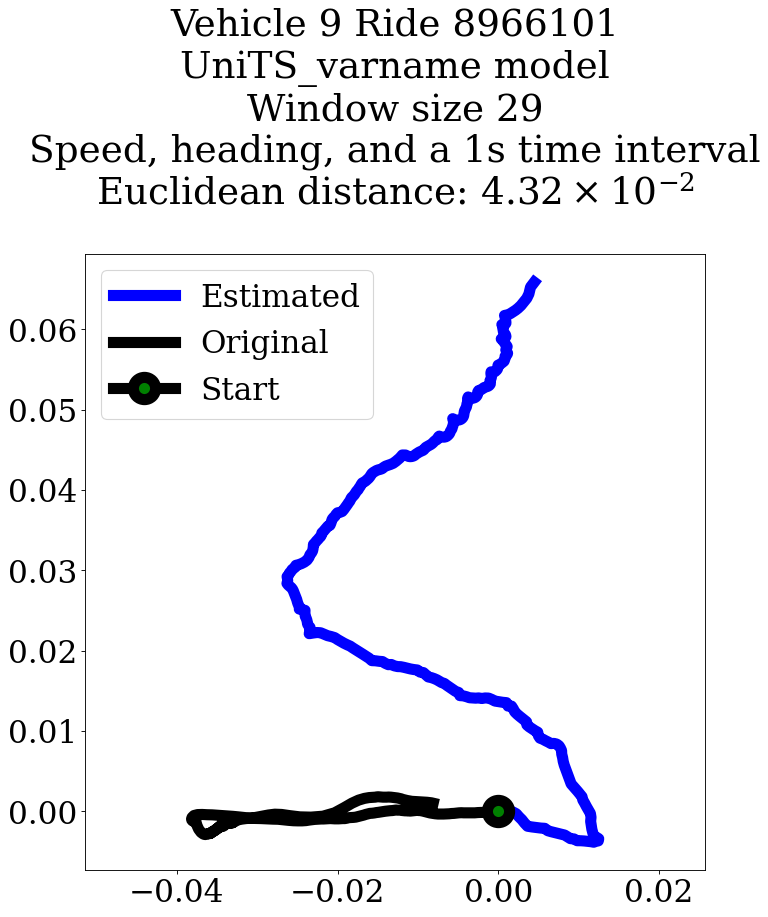 Vehicle 9 Ride 8966101
UniTS_varname model
Window size 29
Speed, heading, and a 1s time interval
Euclidean distance: 4.32 × 10⁻²
Estimated
Original
Start
0.06
0.05
0.04
0.03
0.02
0.01
0.00
−0.04 −0.02 0.00 0.02